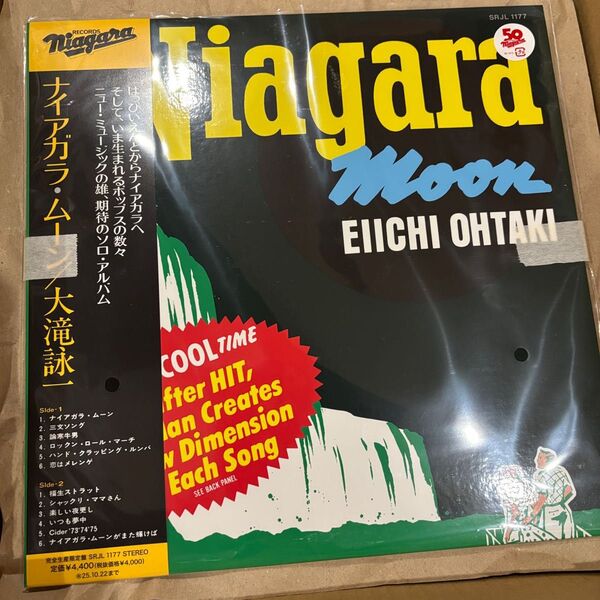 RECORDS
Niagara
ナイアガラ・ムーン/大滝詠一
は、ひいえどからナイアガラへ
そして、いま生まれるポップスの数々
ニュー・ミュージックの雄、期待のソロ・アルバム
Side-1
1. ナイアガラ・ムーン
2. 三文ソング
3. 論寒牛男
4. ロックン・ロール・マーチ
5. ハンド・クラッピング・ルンバ
6. 恋はメレンゲ
Side-2
1. 福生ストラット
2. シャックリ・ママさん
3. 楽しい夜更し
4. いつも夢中
5. Cider '73 '74 '75
6. ナイアガラ・ムーンがまた輝けば
完全生産限定盤 SRJL 1177 STEREO
定価¥4,400(税抜価格¥4,000)
㊝25.10.22まで
SRJL 1177
50
Niagara
Niagara
moon
EIICHI OHTAKI
COOL TIME
fter HIT,
an Creates
w Dimension
Each Song
SEE BACK PANEL